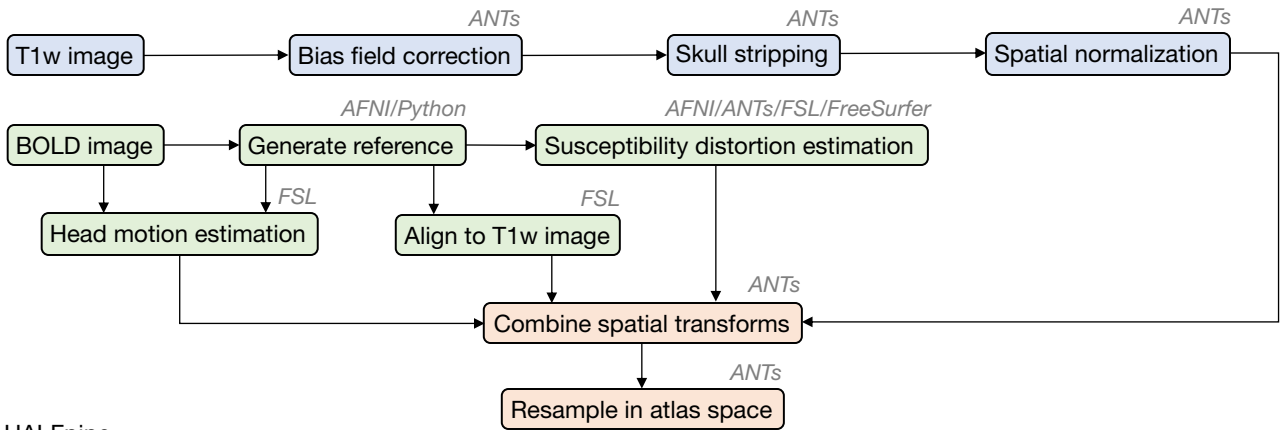 ANTs ANTs ANTs
T1w image Bias field correction Skull stripping Spatial normalization
AFNI/Python AFNI/ANTs/FSL/FreeSurfer
BOLD image Generate reference Susceptibility distortion estimation
FSL FSL
Head motion estimation Align to T1w image
ANTs
Combine spatial transforms
ANTs
Resample in atlas space